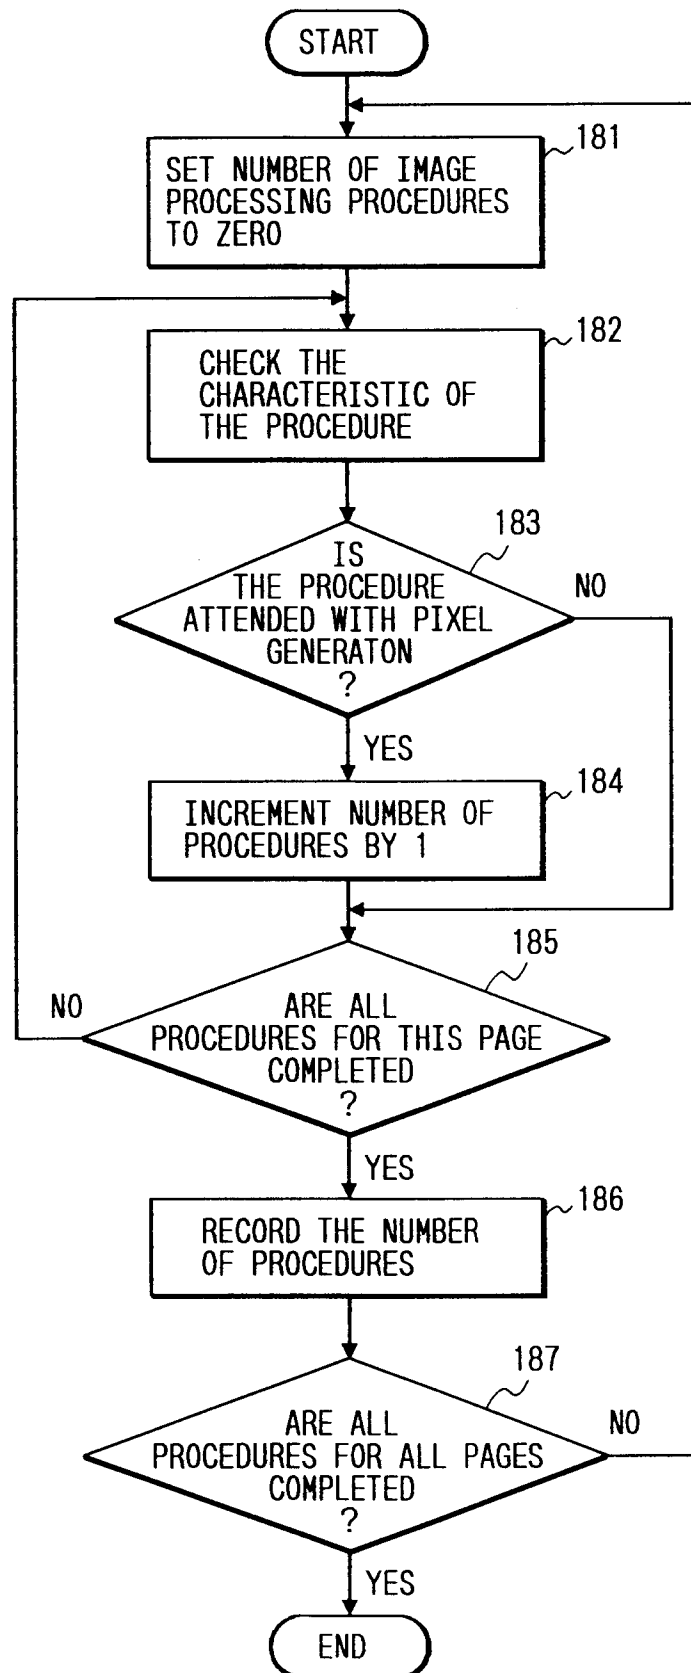 START
181
SET NUMBER OF IMAGE
PROCESSING PROCEDURES
TO ZERO
182
CHECK THE
CHARACTERISTIC OF
THE PROCEDURE
183
IS
THE PROCEDURE
ATTENDED WITH PIXEL
GENERATON
?
NO
YES
184
INCREMENT NUMBER OF
PROCEDURES BY 1
185
NO
ARE ALL
PROCEDURES FOR THIS PAGE
COMPLETED
?
YES
186
RECORD THE NUMBER
OF PROCEDURES
187
ARE ALL
PROCEDURES FOR ALL PAGES
COMPLETED
?
NO
YES
END